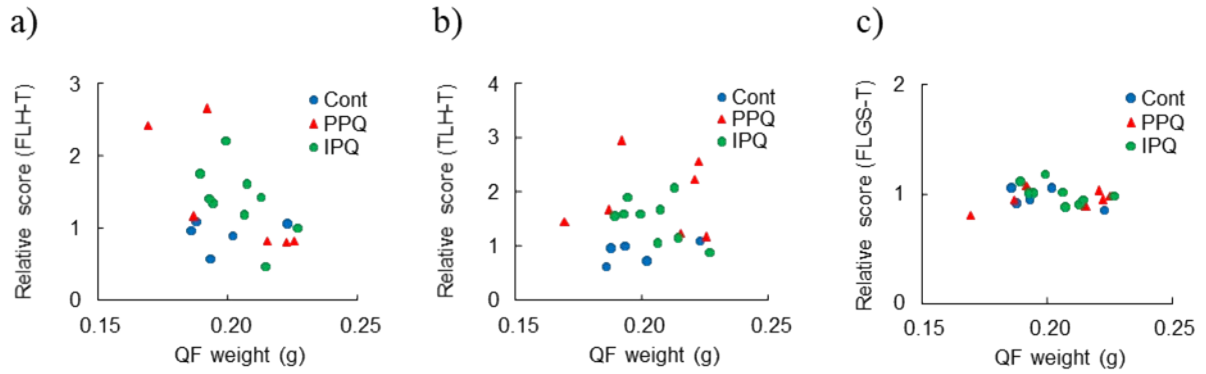 a)
Relative score (FLH-T)
3
2
1
0
0.15 0.20 0.25
QF weight (g)
Cont
PPQ
IPQ
b)
Relative score (TLH-T)
4
3
2
1
0
0.15 0.20 0.25
QF weight (g)
Cont
PPQ
IPQ
c)
Relative score (FLGS-T)
2
1
0
0.15 0.20 0.25
QF weight (g)
Cont
PPQ
IPQ